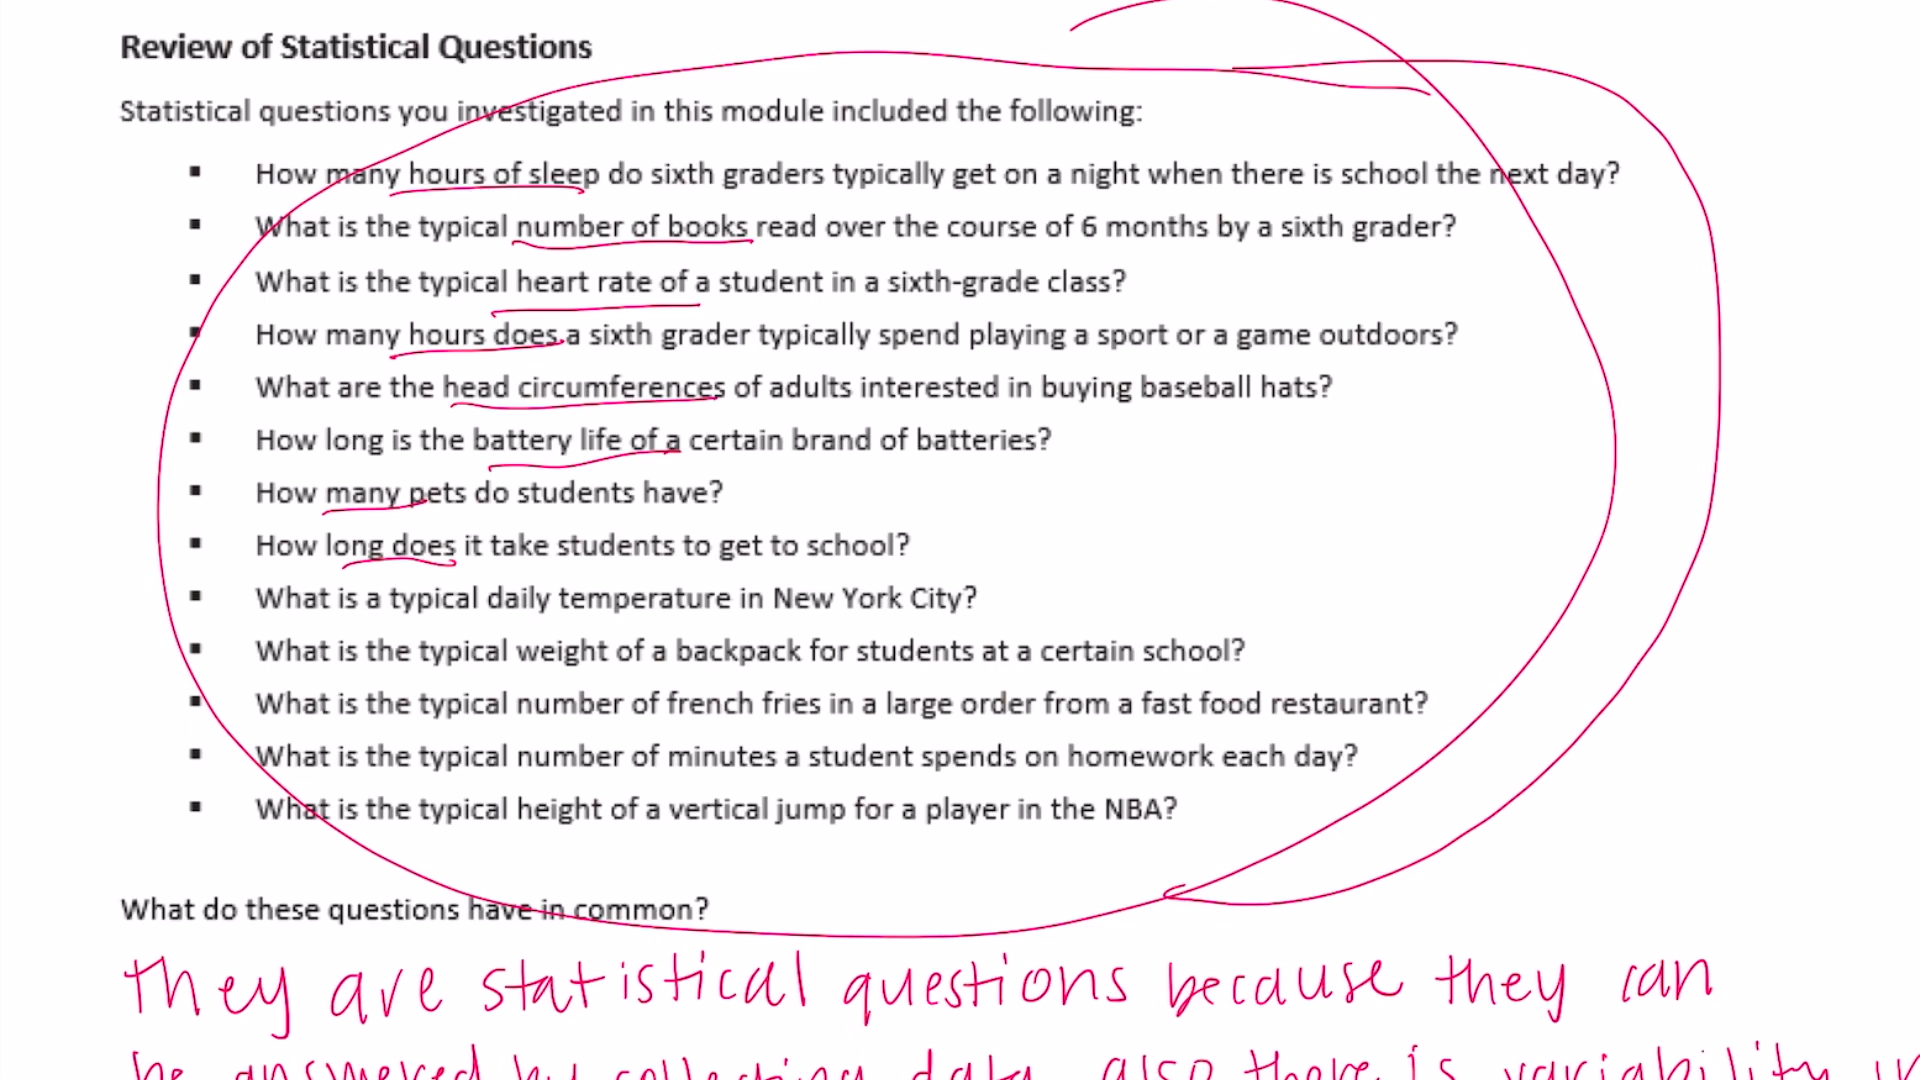 Review of Statistical Questions
Statistical questions you investigated in this module included the following:
▪ How many hours of sleep do sixth graders typically get on a night when there is school the next day?
▪ What is the typical number of books read over the course of 6 months by a sixth grader?
▪ What is the typical heart rate of a student in a sixth-grade class?
▪ How many hours does a sixth grader typically spend playing a sport or a game outdoors?
▪ What are the head circumferences of adults interested in buying baseball hats?
▪ How long is the battery life of a certain brand of batteries?
▪ How many pets do students have?
▪ How long does it take students to get to school?
▪ What is a typical daily temperature in New York City?
▪ What is the typical weight of a backpack for students at a certain school?
▪ What is the typical number of french fries in a large order from a fast food restaurant?
▪ What is the typical number of minutes a student spends on homework each day?
▪ What is the typical height of a vertical jump for a player in the NBA?
What do these questions have in common?
they are statistical questions because they can
be answered by collecting data, also there is variability in